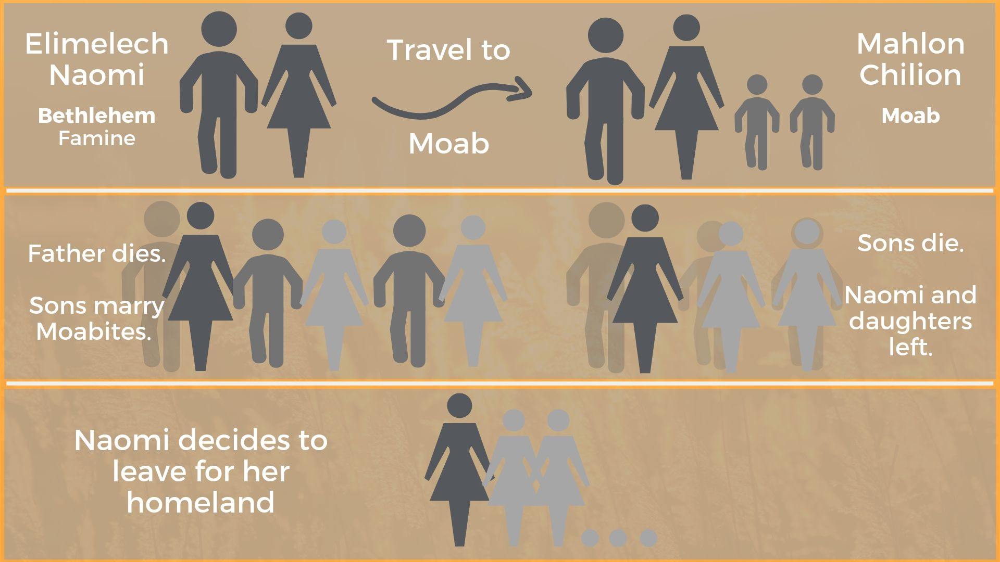 Elimelech
Naomi
Bethlehem
Famine
Travel to
Moab
Mahlon
Chilion
Moab
Father dies.
Sons marry
Moabites.
Sons die.
Naomi and
daughters
left.
Naomi decides to
leave for her
homeland